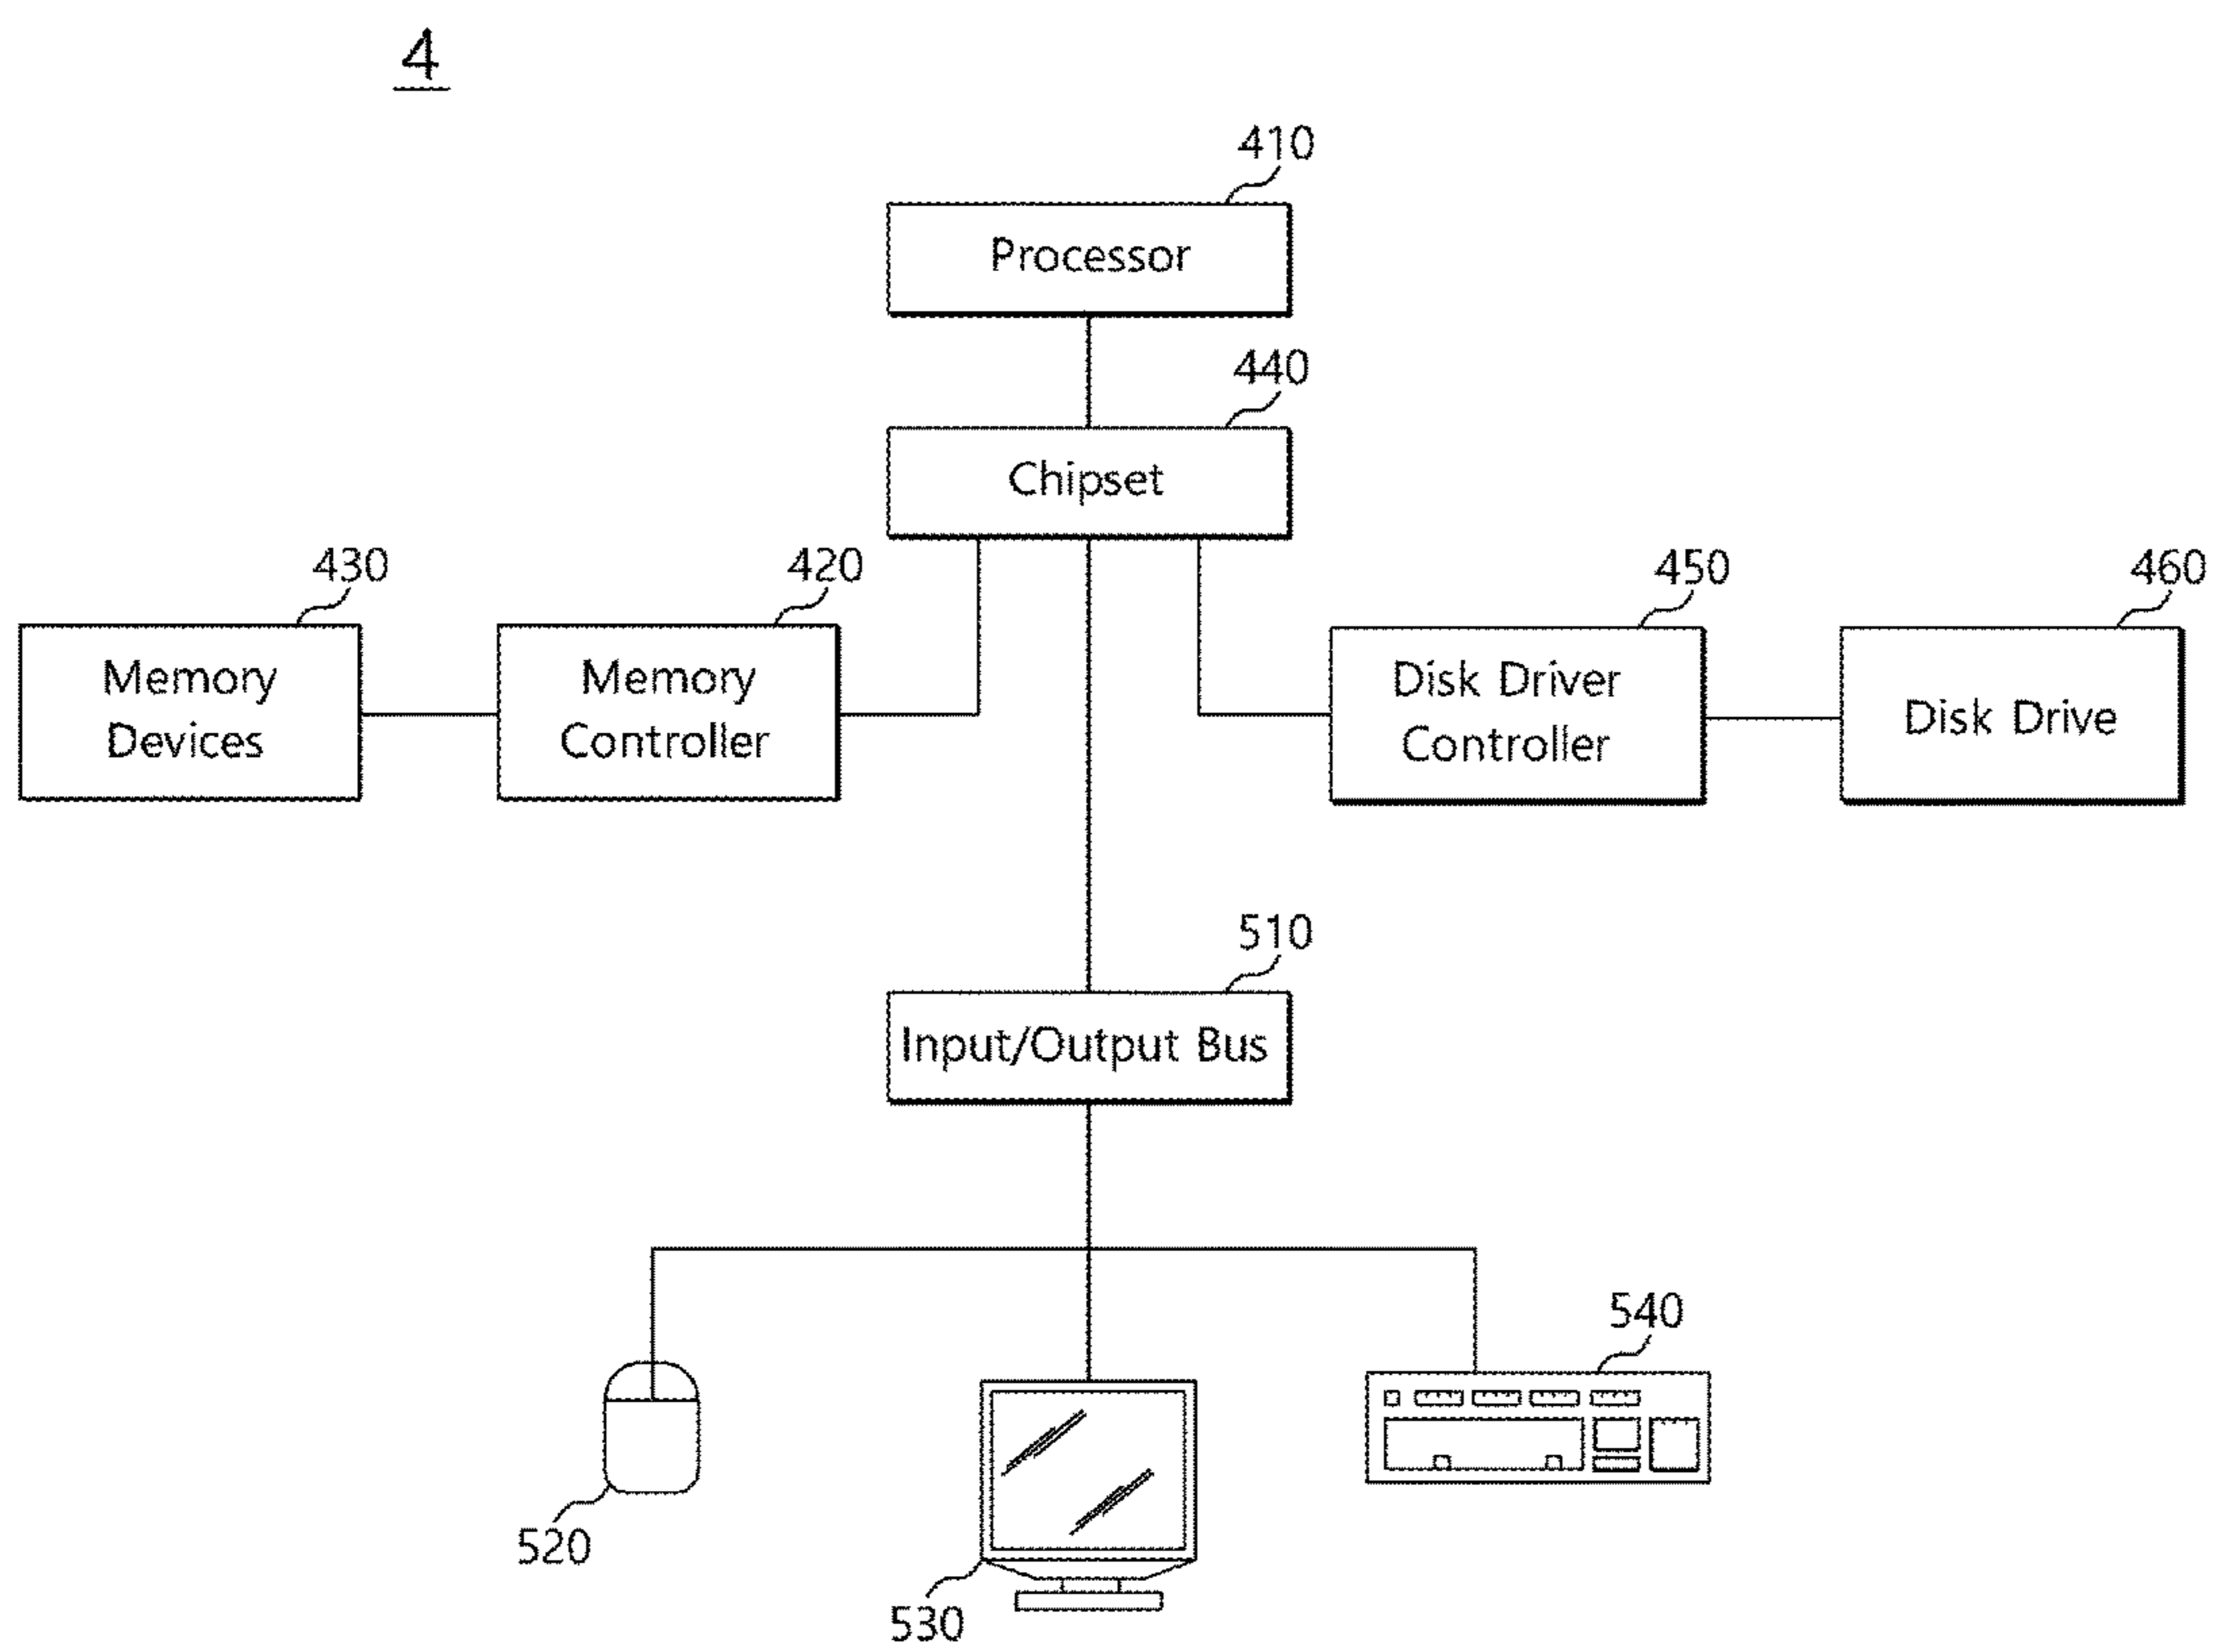 4
410
Processor
440
Chipset
430
420
450
460
Memory
Devices
Memory
Controller
Disk Driver
Controller
Disk Drive
510
Input/Output Bus
540
520
530